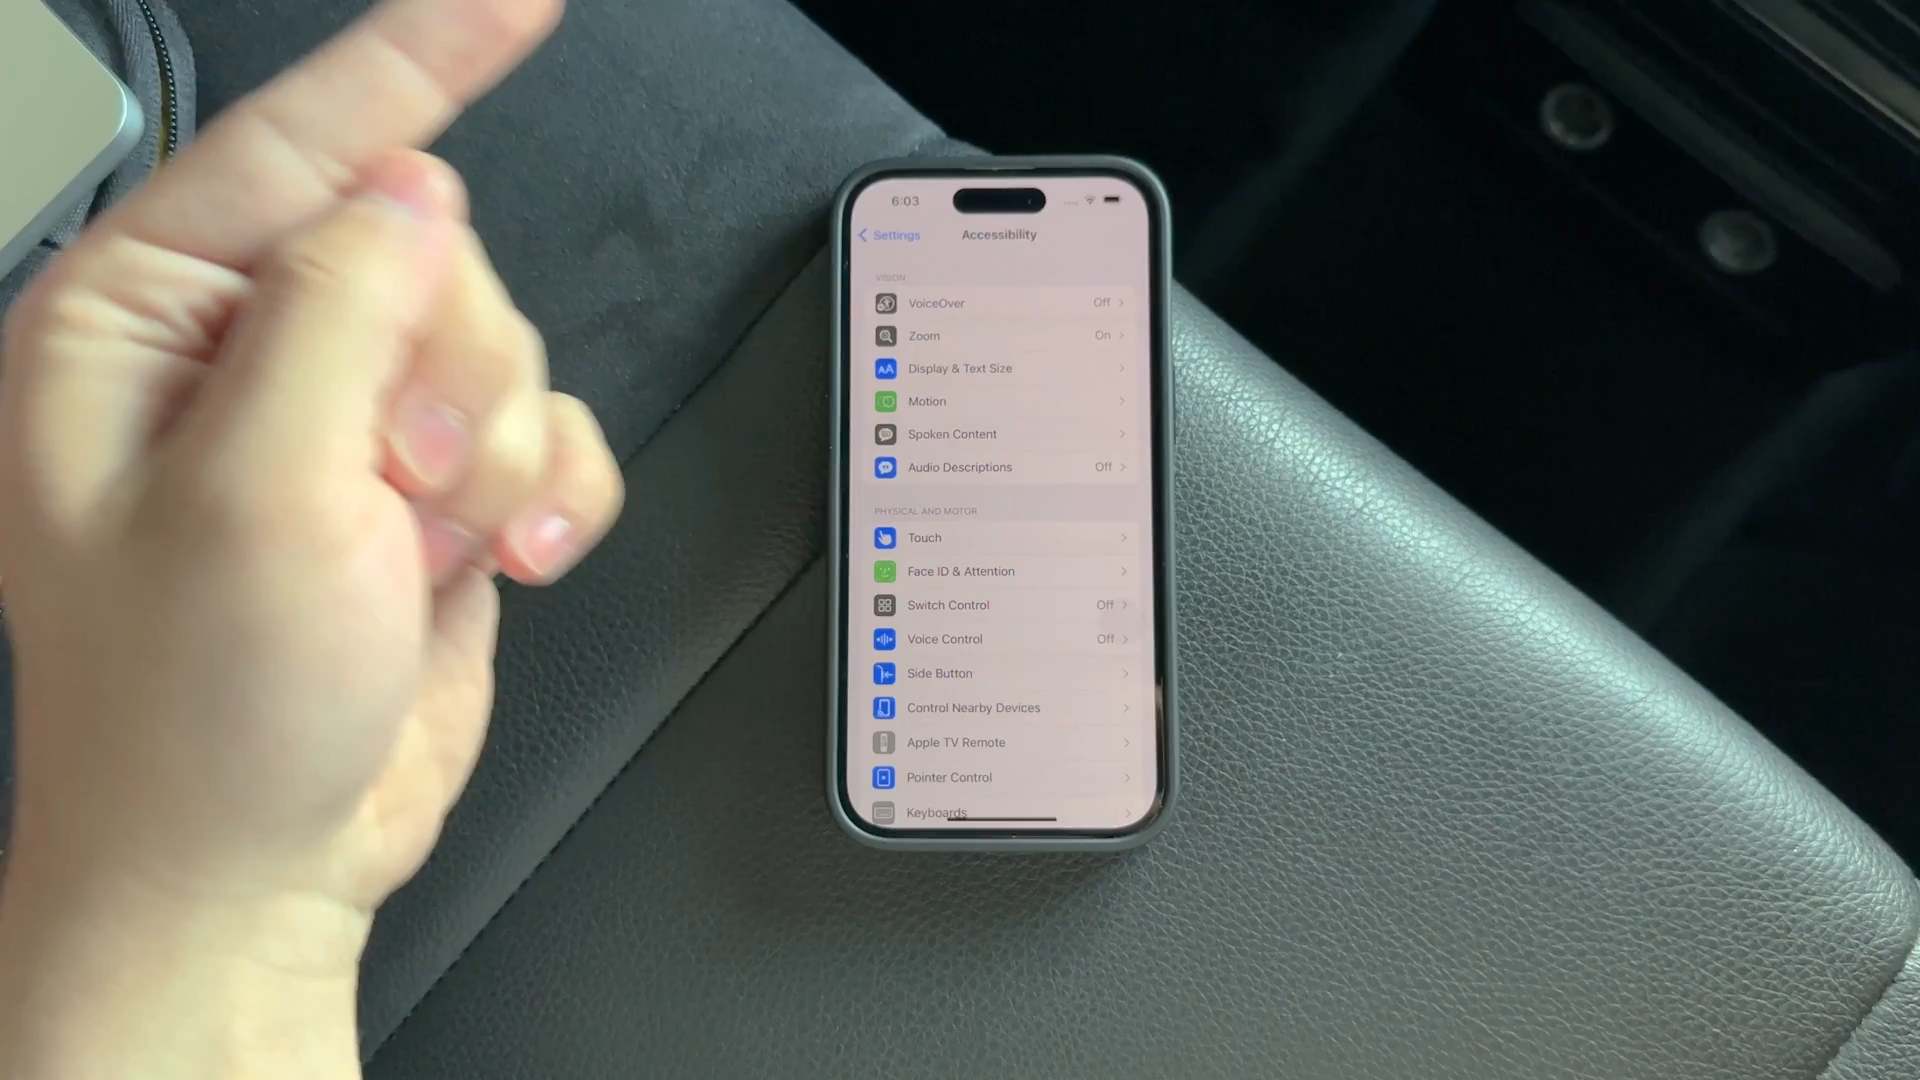 6:03
Settings Accessibility
VISION
VoiceOver Off
Zoom On
Display & Text Size
Motion
Spoken Content
Audio Descriptions Off
PHYSICAL AND MOTOR
Touch
Face ID & Attention
Switch Control Off
Voice Control Off
Side Button
Control Nearby Devices
Apple TV Remote
Pointer Control
Keyboards